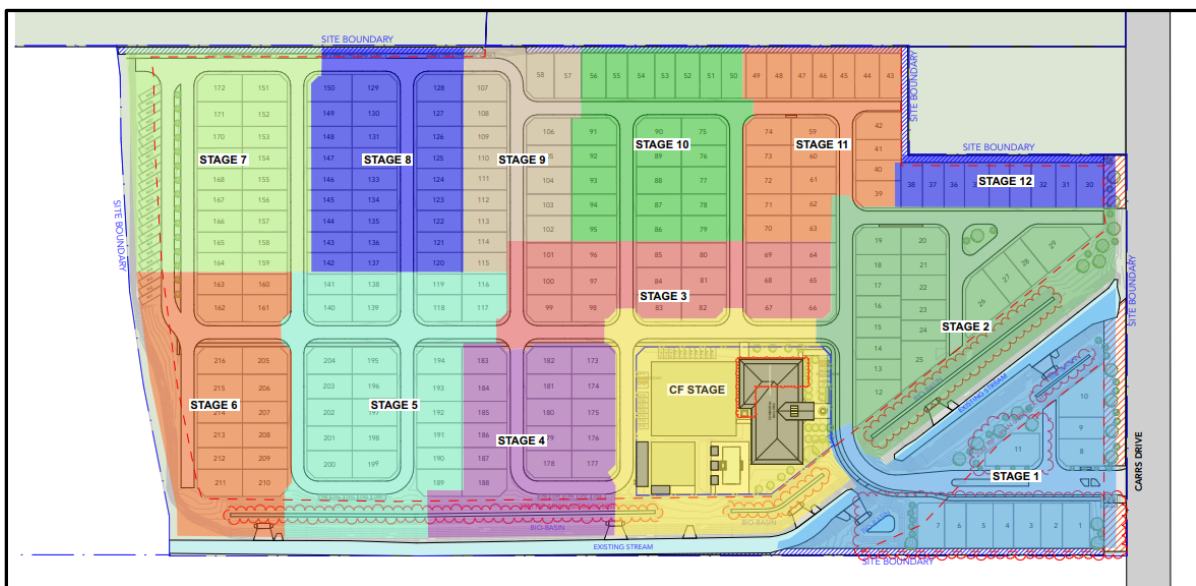 SITE BOUNDARY
58 57 56 55 54 53 52 51 50 49 48 47 46 45 44 43
SITE BOUNDARY
172 151 150 129 128 107
171 152 149 130 127 108
170 153 148 131 126 109
154 147 132 125 110
168 155 146 133 124 111
167 156 145 134 123 112
166 157 144 135 122 113
165 158 143 136 121 114
164 159 142 137 120 115
STAGE 7
STAGE 8
STAGE 9
106 91 90 75 74 59 42
92 89 76 73 60 41
104 93 88 77 72 61 40
103 94 87 78 71 62 39
102 95 86 79 70 63
STAGE 10
STAGE 11
SITE BOUNDARY
38 37 36 32 31 30
STAGE 12
SITE BOUNDARY
101 96 85 80 69 64
100 97 84 81 68 65
99 98 83 82 67 66
STAGE 3
19 20
18 21
17 22
16 23
15 24
14 25
13
12
26 27 28 29
STAGE 2
SITE BOUNDARY
163 160 141 138 119 116
162 161 140 139 118 117
216 205 204 195 194 183 182 173
215 206 203 196 193 184 181 174
214 207 202 197 192 185 180 175
213 208 201 198 191 186 179 176
212 209 200 199 190 187 178 177
211 210 189 188
STAGE 6
STAGE 5
STAGE 4
CF STAGE
EXISTING STREAM
10
9
11 8
STAGE 1
CARRS DRIVE
7 6 5 4 3 2 1
BIO-BASIN
BIO-BASIN
EXISTING STREAM
SITE BOUNDARY